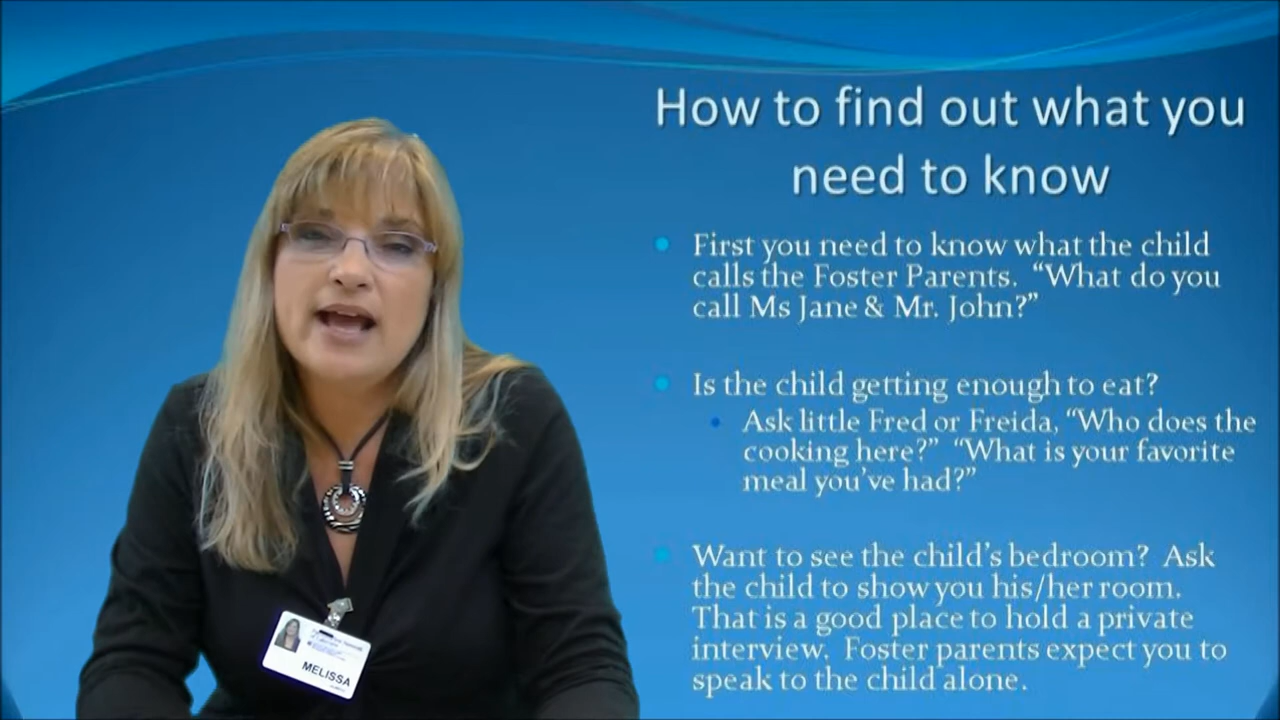 How to find out what you
need to know
First you need to know what the child
calls the Foster Parents. “What do you
call Ms Jane & Mr. John?”
Is the child getting enough to eat?
Ask little Fred or Freida, “Who does the
cooking here?” “What is your favorite
meal you’ve had?”
Want to see the child’s bedroom? Ask
the child to show you his/her room.
That is a good place to hold a private
interview. Foster parents expect you to
speak to the child alone.
MELISSA